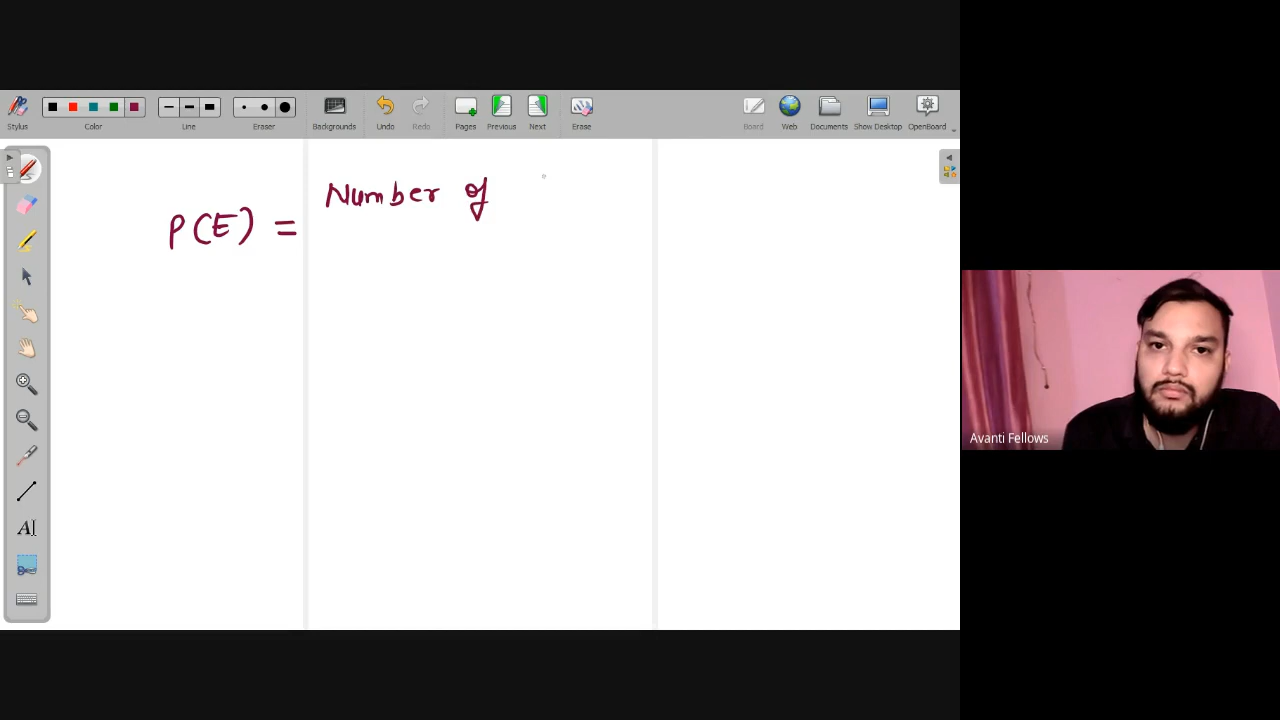 Stylus
Color
Line
Eraser
Backgrounds
Undo
Redo
Pages
Previous
Next
Erase
Board
Web
Documents
Show Desktop
OpenBoard
Number of
P(E) =
A
Avanti Fellows